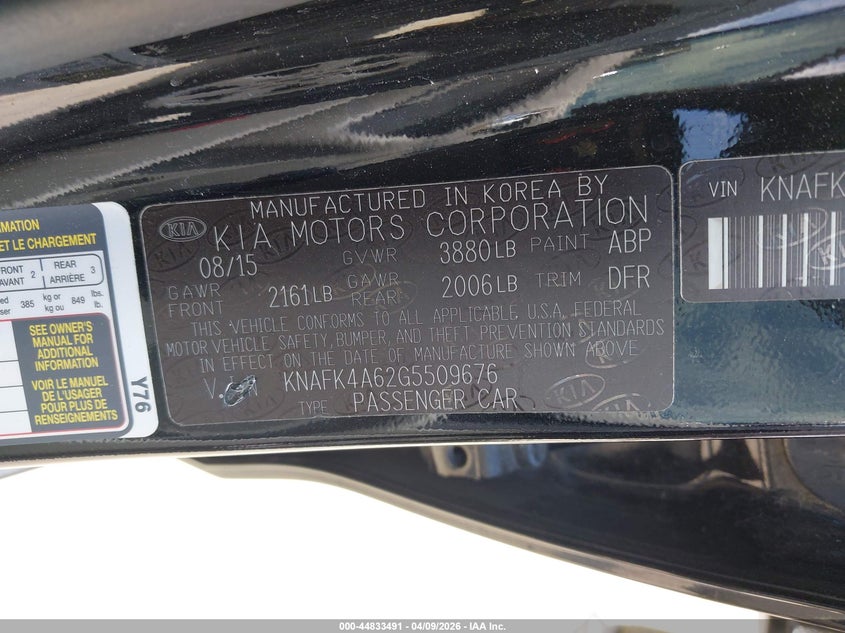 RMATION
ET LE CHARGEMENT
FRONT
AVANT 2
REAR
ARRIÈRE 3
385 kg or 849 lbs.
kg ou lb.
SEE OWNER'S
MANUAL FOR
ADDITIONAL
INFORMATION
VOIR LE MANUEL
DE L'USAGER
POUR PLUS DE
RENSEIGNEMENTS
Y76
KIA
MANUFACTURED IN KOREA BY
KIA MOTORS CORPORATION
08/15 GVWR 3880LB PAINT ABP
GAWR FRONT 2161LB GAWR REAR 2006LB TRIM DFR
THIS VEHICLE CONFORMS TO ALL APPLICABLE U.S.A. FEDERAL
MOTOR VEHICLE SAFETY, BUMPER, AND THEFT PREVENTION STANDARDS
IN EFFECT ON THE DATE OF MANUFACTURE SHOWN ABOVE
KNAFK4A62G5509676
TYPE PASSENGER CAR
VIN KNAFK
000-44833491 - 04/09/2026 - IAA Inc.